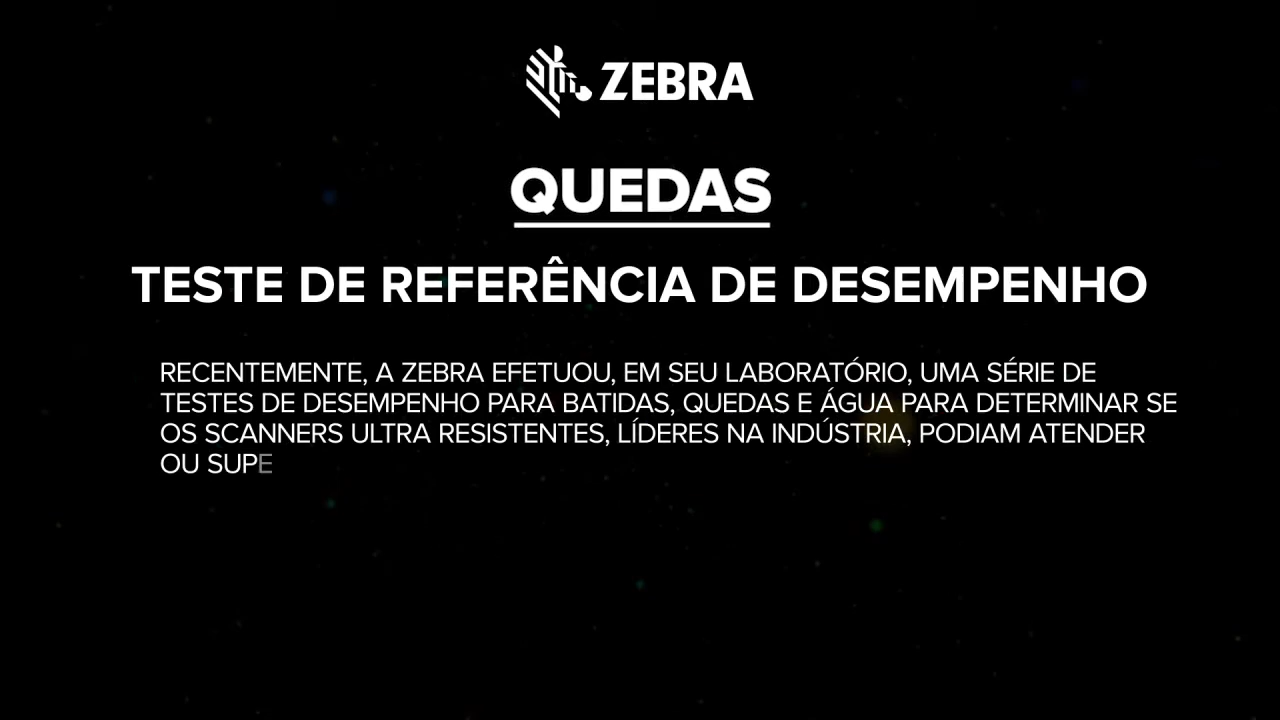 ZEBRA
QUEDAS
TESTE DE REFERÊNCIA DE DESEMPENHO
RECENTEMENTE, A ZEBRA EFETUOU, EM SEU LABORATÓRIO, UMA SÉRIE DE
TESTES DE DESEMPENHO PARA BATIDAS, QUEDAS E ÁGUA PARA DETERMINAR SE
OS SCANNERS ULTRA RESISTENTES, LÍDERES NA INDÚSTRIA, PODIAM ATENDER
OU SUPE